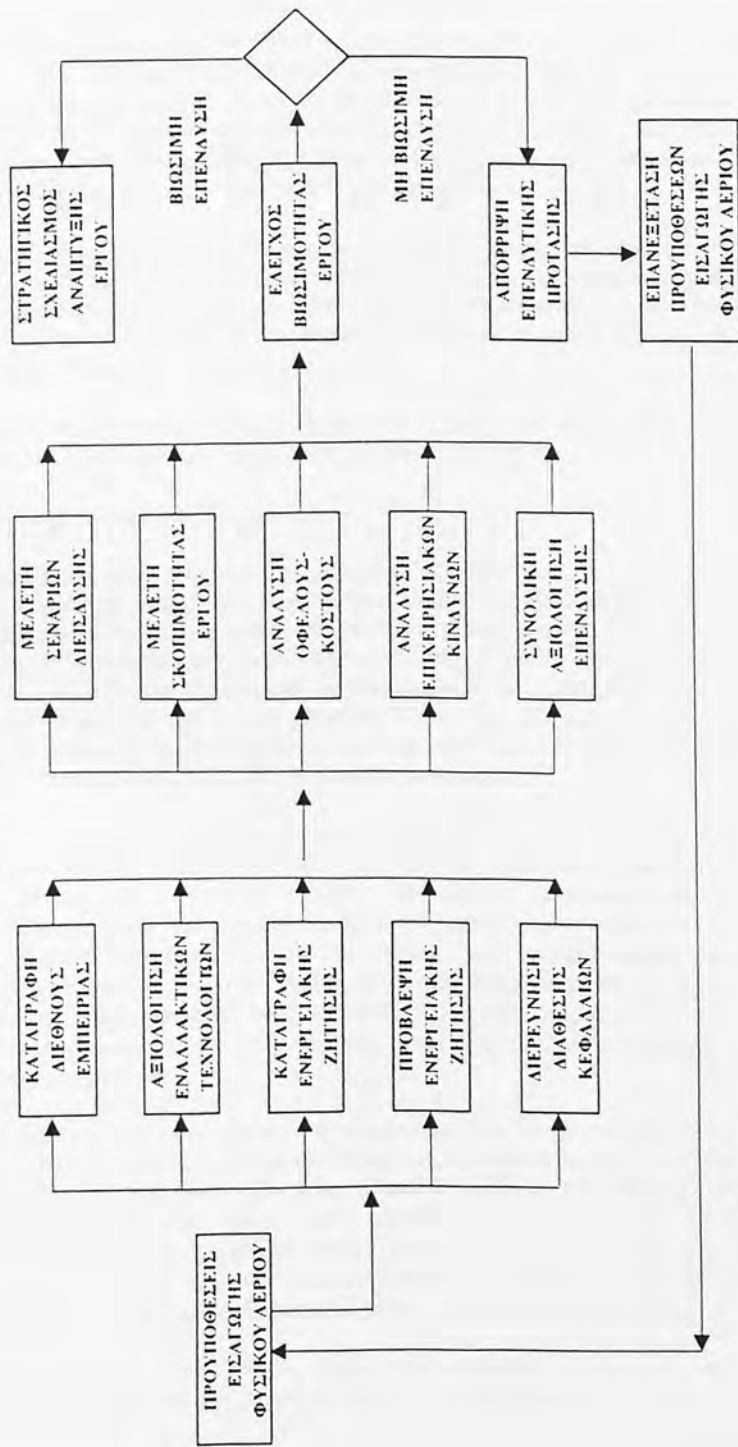 ΠΡΟΥΠΟΘΕΣΕΙΣ
ΕΙΣΑΓΩΓΗΣ
ΦΥΣΙΚΟΥ ΑΕΡΙΟΥ
ΚΑΤΑΓΡΑΦΗ
ΔΙΕΘΝΟΥΣ
ΕΜΠΕΙΡΙΑΣ
ΑΞΙΟΛΟΓΗΣΗ
ΕΝΑΛΛΑΚΤΙΚΩΝ
ΤΕΧΝΟΛΟΓΙΩΝ
ΚΑΤΑΓΡΑΦΗ
ΕΝΕΡΓΕΙΑΚΗΣ
ΖΗΤΗΣΗΣ
ΠΡΟΒΛΕΨΗ
ΕΝΕΡΓΕΙΑΚΗΣ
ΖΗΤΗΣΗΣ
ΔΙΕΡΕΥΝΗΣΗ
ΔΙΑΘΕΣΗΣ
ΚΕΦΑΛΑΙΩΝ
ΜΕΛΕΤΗ
ΣΕΝΑΡΙΩΝ
ΔΙΕΙΣΔΥΣΗΣ
ΜΕΛΕΤΗ
ΣΚΟΠΙΜΟΤΗΤΑΣ
ΕΡΓΟΥ
ΑΝΑΛΥΣΗ
ΟΦΕΛΟΥΣ-
ΚΟΣΤΟΥΣ
ΑΝΑΛΥΣΗ
ΕΠΙΧΕΙΡΗΣΙΑΚΩΝ
ΚΙΝΔΥΝΩΝ
ΣΥΝΟΛΙΚΗ
ΑΞΙΟΛΟΓΗΣΗ
ΕΠΕΝΔΥΣΗΣ
ΣΤΡΑΤΗΓΙΚΟΣ
ΣΧΕΔΙΑΣΜΟΣ
ΑΝΑΠΤΥΞΗΣ
ΕΡΓΟΥ
ΒΙΩΣΙΜΗ
ΕΠΕΝΔΥΣΗ
ΕΛΕΓΧΟΣ
ΒΙΩΣΙΜΟΤΗΤΑΣ
ΕΡΓΟΥ
ΜΗ ΒΙΩΣΙΜΗ
ΕΠΕΝΔΥΣΗ
ΑΠΟΡΡΙΨΗ
ΕΠΕΝΔΥΤΙΚΗΣ
ΠΡΟΤΑΣΗΣ
ΕΠΑΝΕΞΕΤΑΣΗ
ΠΡΟΥΠΟΘΕΣΕΩΝ
ΕΙΣΑΓΩΓΗΣ
ΦΥΣΙΚΟΥ ΑΕΡΙΟΥ